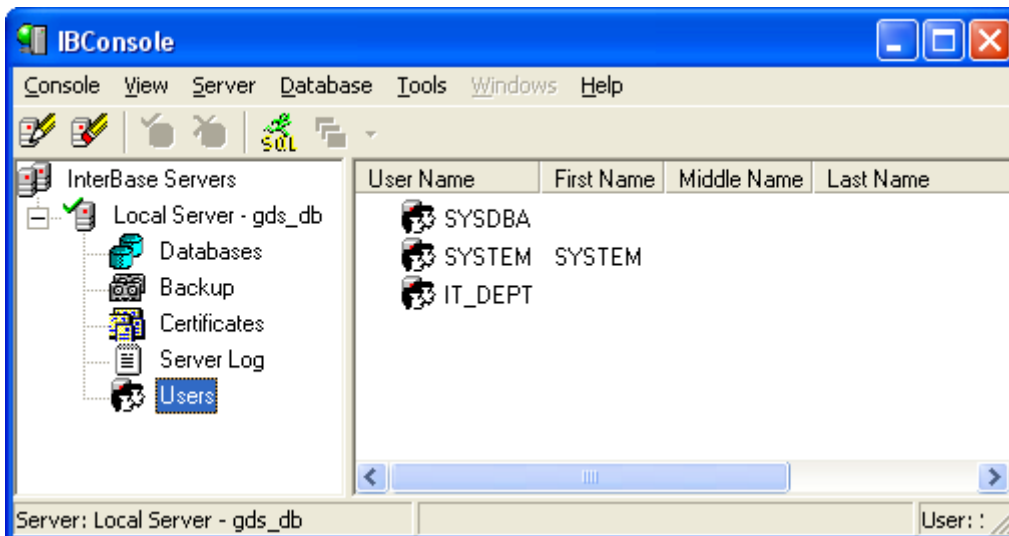 IBConsole
Console View Server Database Tools Windows Help
SQL
InterBase Servers
Local Server - gds_db
Databases
Backup
Certificates
Server Log
Users
User Name First Name Middle Name Last Name
SYSDBA
SYSTEM SYSTEM
IT_DEPT
Server: Local Server - gds_db
User: